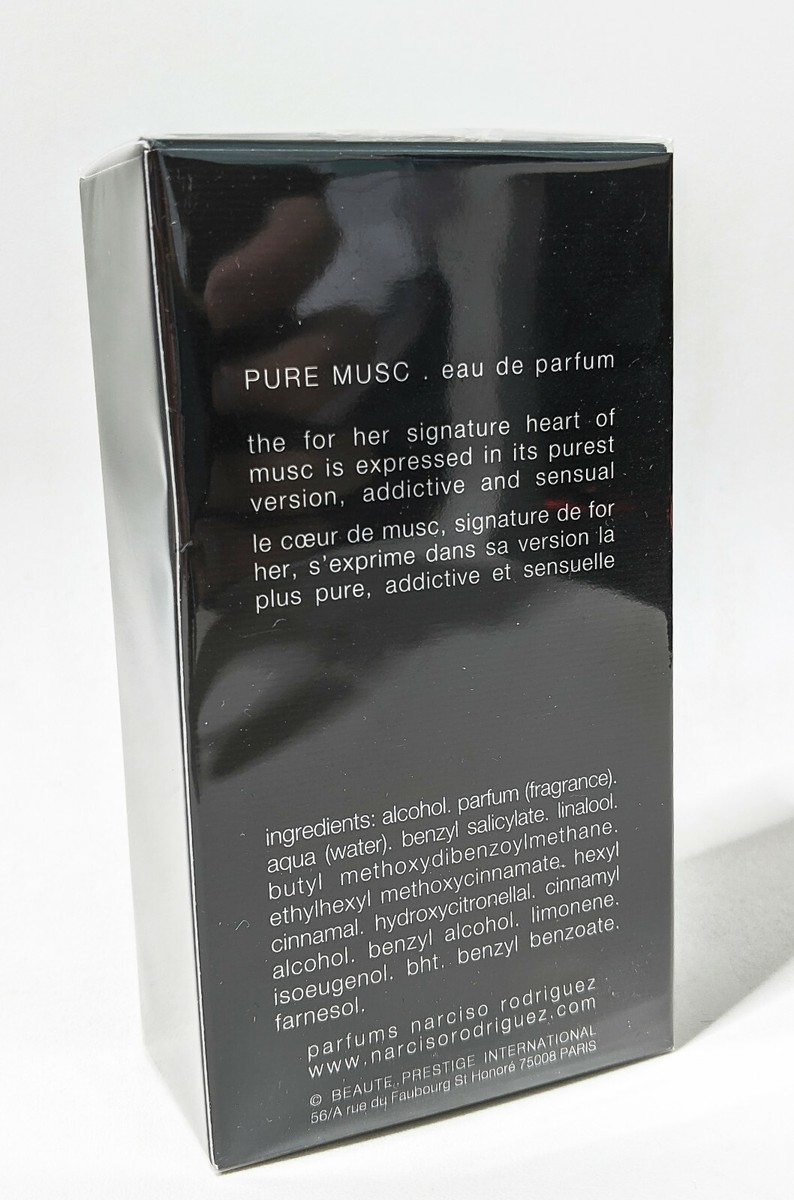 PURE MUSC . eau de parfum
the for her signature heart of
musc is expressed in its purest
version, addictive and sensual
le cœur de musc, signature de for
her, s'exprime dans sa version la
plus pure, addictive et sensuelle
ingredients: alcohol. parfum (fragrance).
aqua (water). benzyl salicylate. linalool.
butyl methoxydibenzoylmethane.
ethylhexyl methoxycinnamate. hexyl
cinnamal. hydroxycitronellal. cinnamyl
alcohol. benzyl alcohol. limonene.
isoeugenol. bht. benzyl benzoate.
farnesol.
parfums narciso rodriguez
www.narcisorodriguez.com
© BEAUTE PRESTIGE INTERNATIONAL
56/A rue du Faubourg St Honoré 75008 PARIS